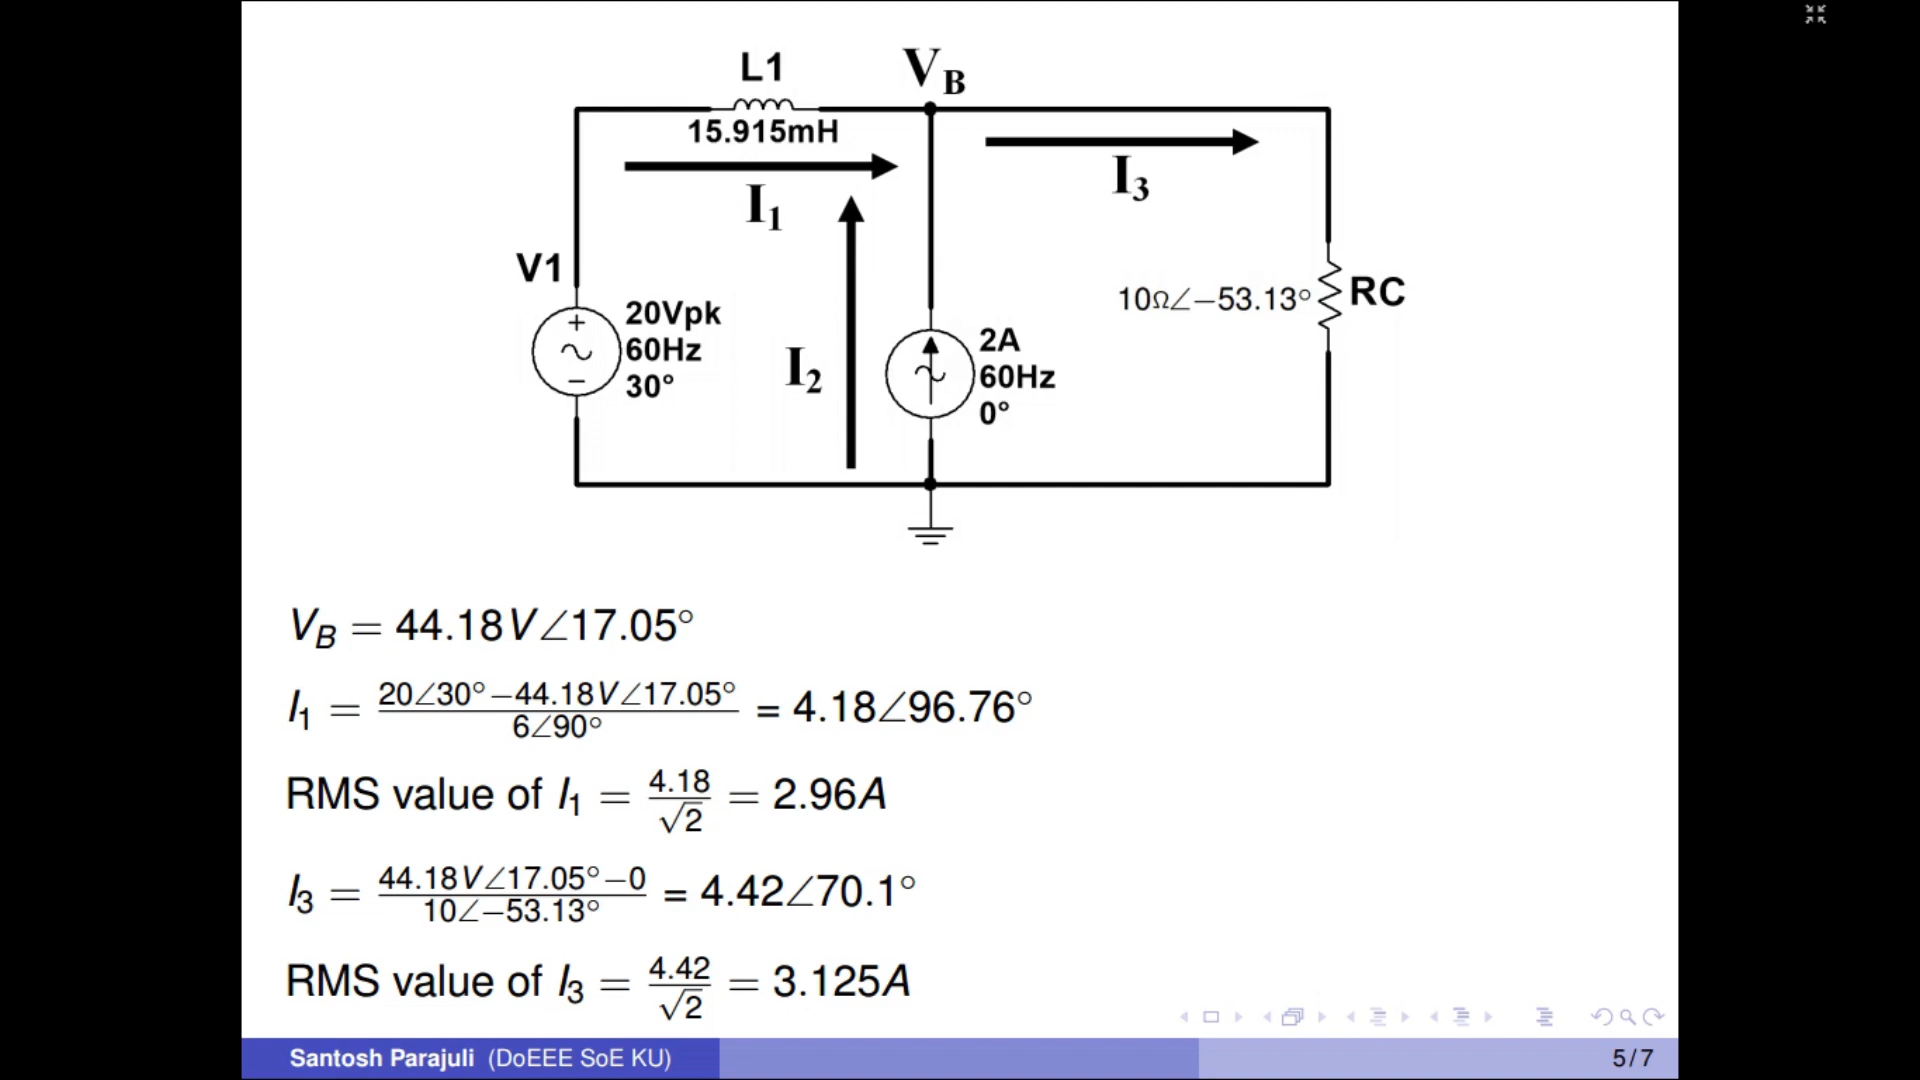 L1
V_B
15.915mH
I_1
I_3
V1
20Vpk
60Hz
30°
+
−
I_2
2A
60Hz
0°
10Ω∠−53.13°
RC
V_B = 44.18V∠17.05°
I_1 = (20∠30°−44.18V∠17.05°)/(6∠90°) = 4.18∠96.76°
RMS value of I_1 = 4.18/√2 = 2.96A
I_3 = (44.18V∠17.05°−0)/(10∠−53.13°) = 4.42∠70.1°
RMS value of I_3 = 4.42/√2 = 3.125A
Santosh Parajuli (DoEEE SoE KU)
5 / 7